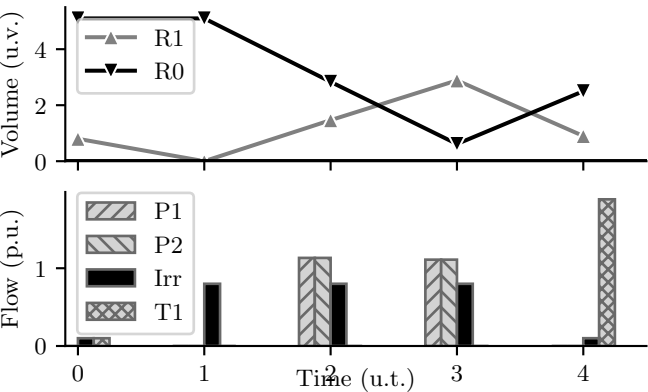 Volume (u.v.)
4
2
0
R1
R0
Flow (p.u.)
1
0
P1
P2
Irr
T1
0 1 2 3 4
Time (u.t.)